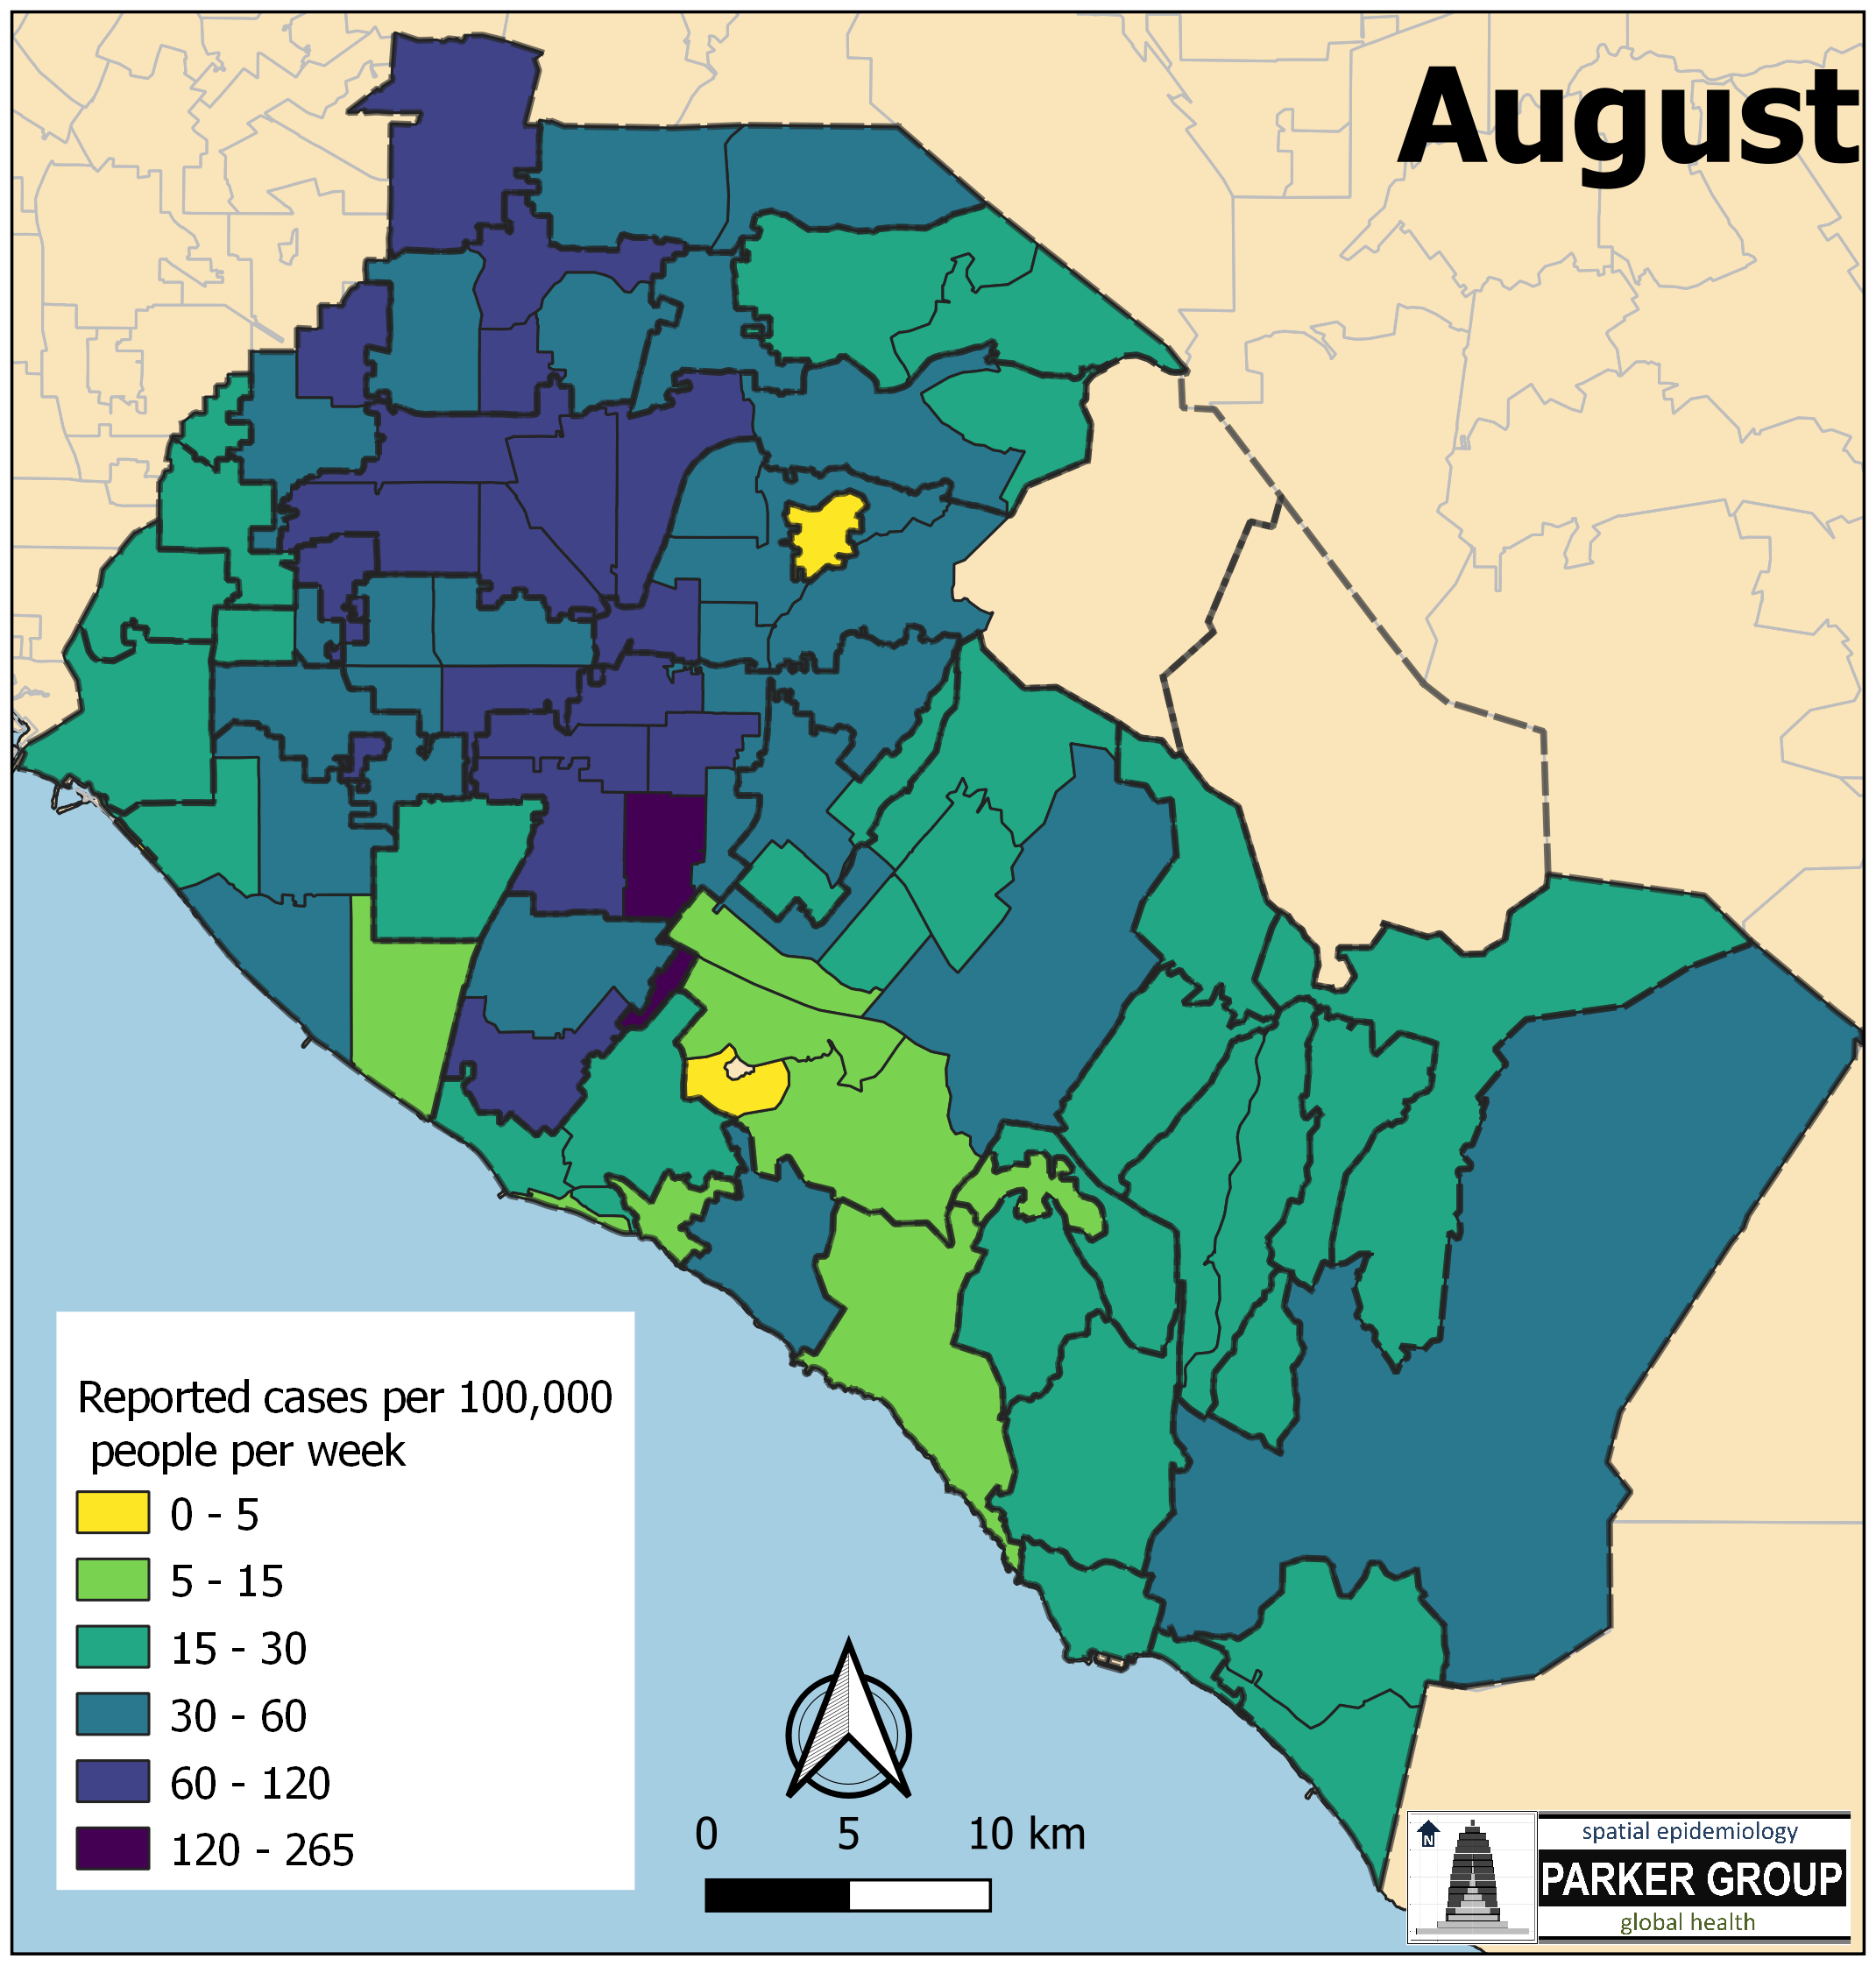 August
Reported cases per 100,000
people per week
0 - 5
5 - 15
15 - 30
30 - 60
60 - 120
120 - 265
0 5 10 km
N
spatial epidemiology
PARKER GROUP
global health